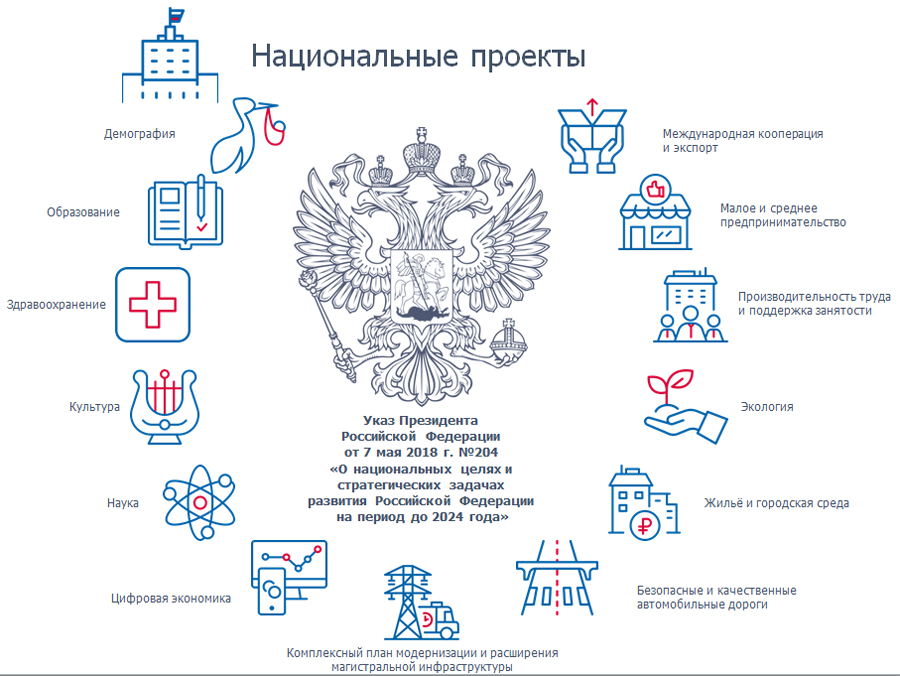 Национальные проекты
Демография
Образование
Здравоохранение
Культура
Наука
Цифровая экономика
Комплексный план модернизации и расширения
магистральной инфраструктуры
Международная кооперация
и экспорт
Малое и среднее
предпринимательство
Производительность труда
и поддержка занятости
Экология
Жильё и городская среда
Безопасные и качественные
автомобильные дороги
Указ Президента
Российской Федерации
от 7 мая 2018 г. №204
«О национальных целях и
стратегических задачах
развития Российской Федерации
на период до 2024 года»